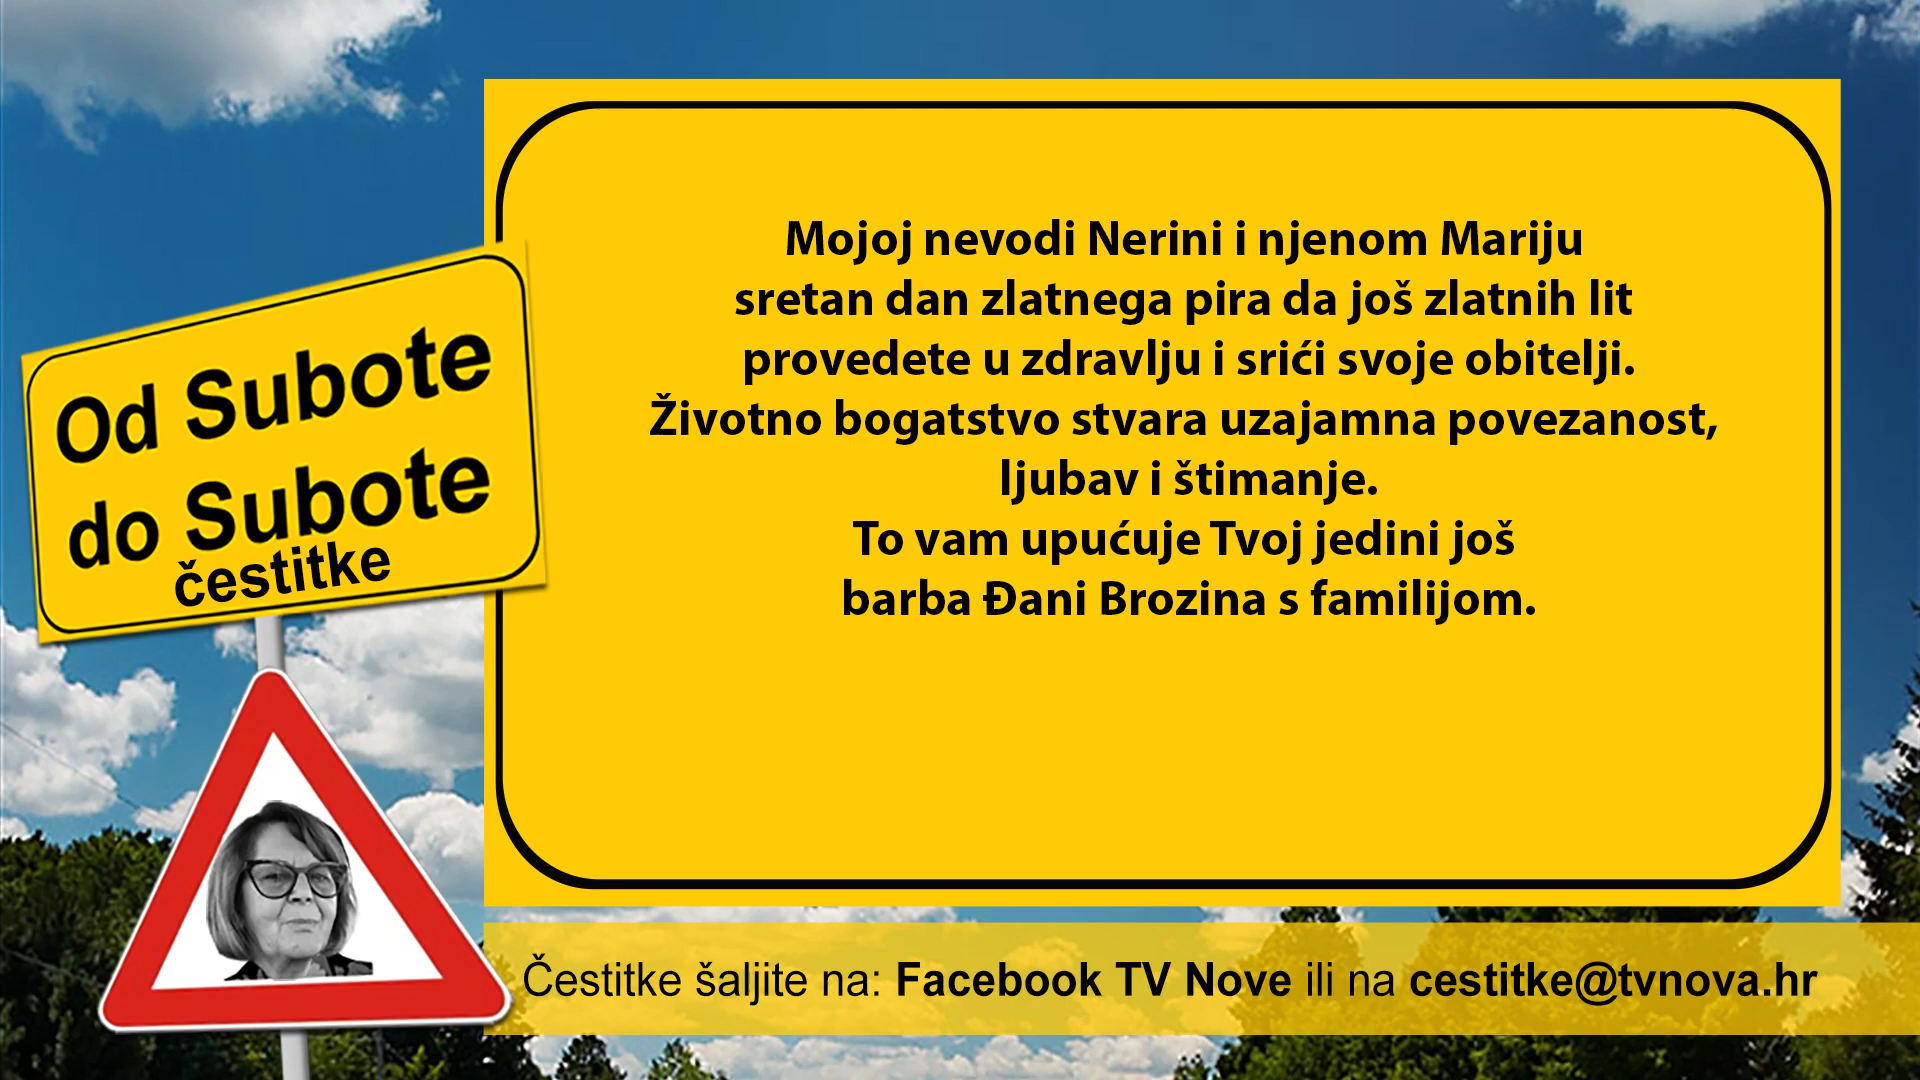 Od Subote
do Subote
čestitke
Mojoj nevodi Nerini i njenom Mariju
sretan dan zlatnega pira da još zlatnih lit
provedete u zdravlju i srići svoje obitelji.
Životno bogatstvo stvara uzajamna povezanost,
ljubav i štimanje.
To vam upućuje Tvoj jedini još
barba Đani Brozina s familijom.
Čestitke šaljite na: Facebook TV Nove ili na cestitke@tvnova.hr